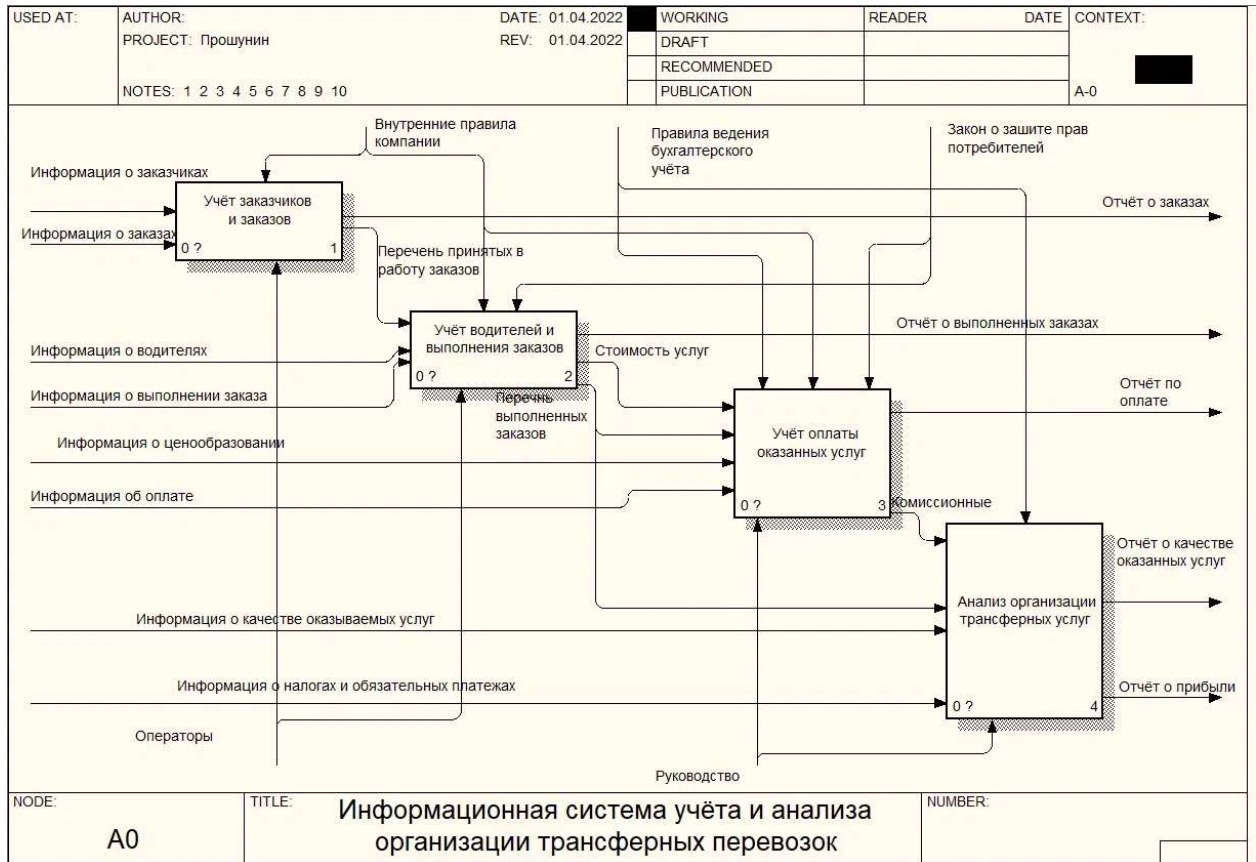 USED AT:
AUTHOR:
DATE: 01.04.2022
WORKING
READER
DATE
CONTEXT:
PROJECT: Прошунин
REV: 01.04.2022
DRAFT
RECOMMENDED
NOTES: 1 2 3 4 5 6 7 8 9 10
PUBLICATION
A-0
Внутренние правила
компании
Правила ведения
бухгалтерского
учёта
Закон о зашите прав
потребителей
Информация о заказчиках
Учёт заказчиков
и заказов
0 ?
1
Отчёт о заказах
Информация о заказах
Перечень принятых в
работу заказов
Учёт водителей и
выполнения заказов
0 ?
2
Отчёт о выполненных заказах
Информация о водителях
Стоимость услуг
Информация о выполнении заказа
Перечнь
выполненных
заказов
Отчёт по
оплате
Информация о ценообразовании
Учёт оплаты
оказанных услуг
0 ?
3
Информация об оплате
Комиссионные
Отчёт о качестве
оказанных услуг
Анализ организации
трансферных услуг
0 ?
4
Информация о качестве оказываемых услуг
Информация о налогах и обязательных платежах
Отчёт о прибыли
Операторы
Руководство
NODE:
A0
TITLE:
Информационная система учёта и анализа
организации трансферных перевозок
NUMBER: